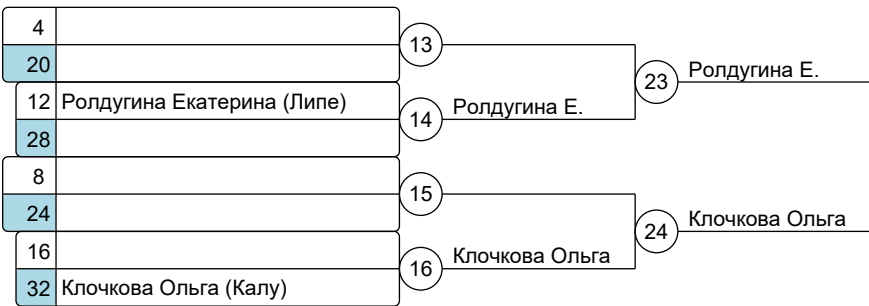 4
13
20
23 Ролдугина Е.
12 Ролдугина Екатерина (Липе)
14 Ролдугина Е.
28
8
15
24
24 Клочкова Ольга
16
16 Клочкова Ольга
32 Клочкова Ольга (Калу)